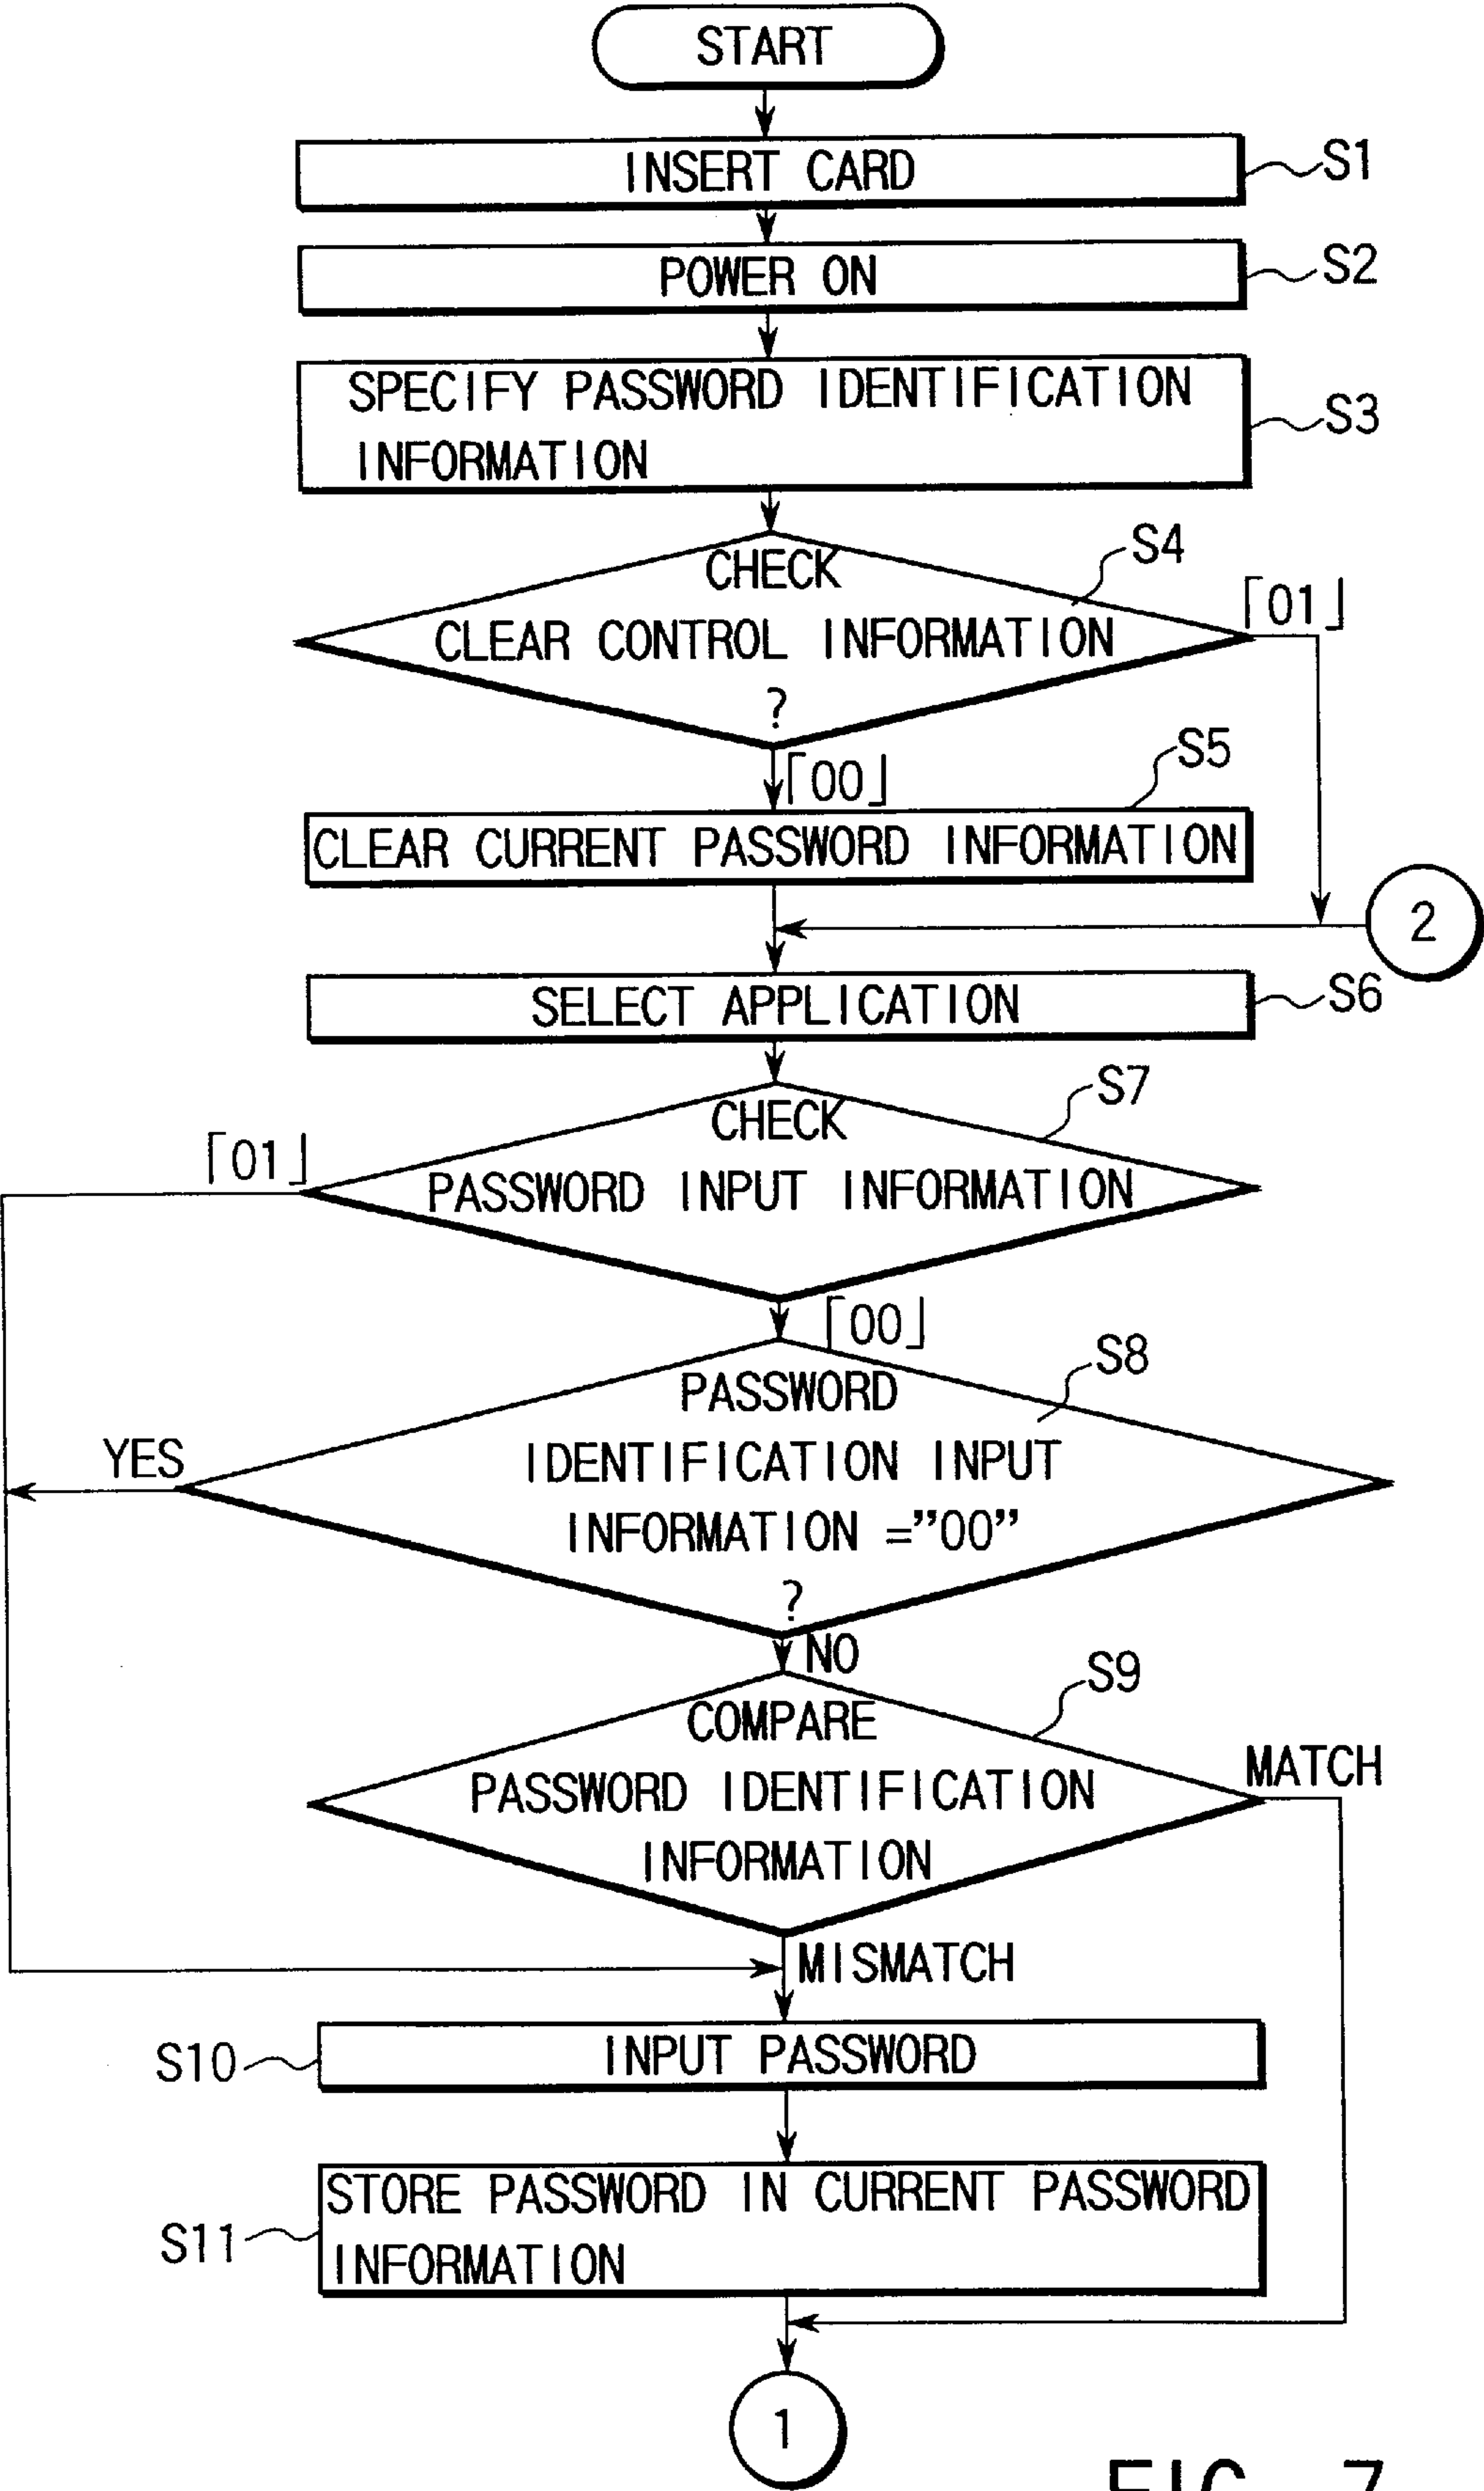 START
INSERT CARD
S1
POWER ON
S2
SPECIFY PASSWORD IDENTIFICATION
INFORMATION
S3
CHECK
CLEAR CONTROL INFORMATION
?
S4
「01」
「00」
S5
CLEAR CURRENT PASSWORD INFORMATION
2
SELECT APPLICATION
S6
CHECK
PASSWORD INPUT INFORMATION
S7
「01」
「00」
PASSWORD
IDENTIFICATION INPUT
INFORMATION ="00"
?
S8
YES
NO
COMPARE
PASSWORD IDENTIFICATION
INFORMATION
S9
MATCH
MISMATCH
S10
INPUT PASSWORD
S11
STORE PASSWORD IN CURRENT PASSWORD
INFORMATION
1
FIG. 7